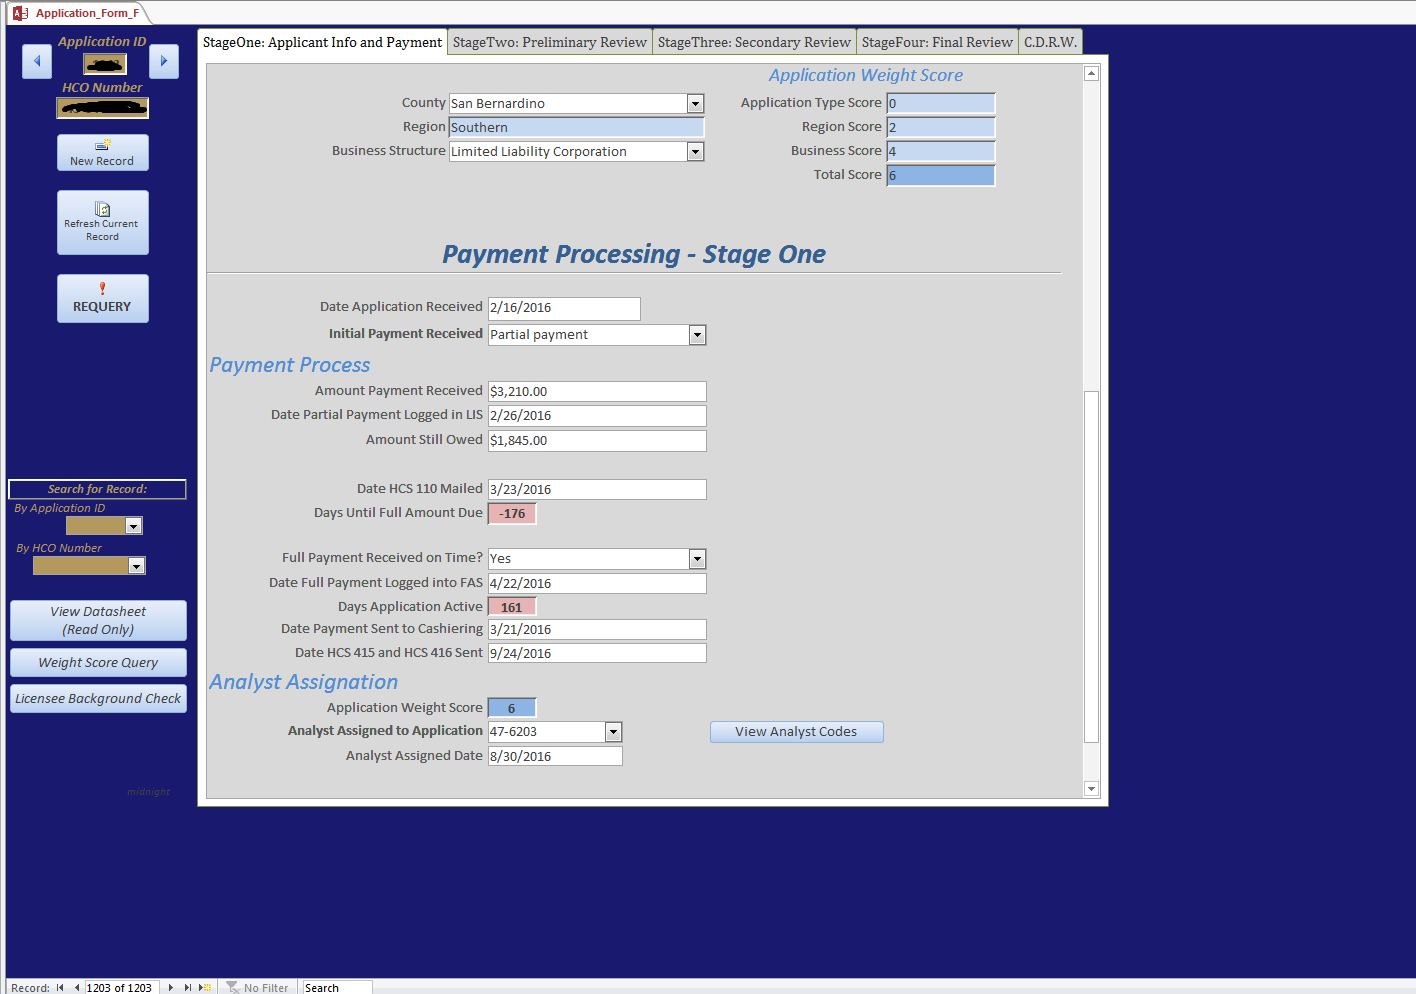 Application_Form_F
Application ID
HCO Number
New Record
Refresh Current
Record
REQUERY
Search for Record:
By Application ID
By HCO Number
View Datasheet
(Read Only)
Weight Score Query
Licensee Background Check
midnight
StageOne: Applicant Info and Payment
StageTwo: Preliminary Review
StageThree: Secondary Review
StageFour: Final Review
C.D.R.W.
Application Weight Score
County San Bernardino
Application Type Score 0
Region Southern
Region Score 2
Business Structure Limited Liability Corporation
Business Score 4
Total Score 6
Payment Processing - Stage One
Date Application Received 2/16/2016
Initial Payment Received Partial payment
Payment Process
Amount Payment Received $3,210.00
Date Partial Payment Logged in LIS 2/26/2016
Amount Still Owed $1,845.00
Date HCS 110 Mailed 3/23/2016
Days Until Full Amount Due -176
Full Payment Received on Time? Yes
Date Full Payment Logged into FAS 4/22/2016
Days Application Active 161
Date Payment Sent to Cashiering 3/21/2016
Date HCS 415 and HCS 416 Sent 9/24/2016
Analyst Assignation
Application Weight Score 6
Analyst Assigned to Application 47-6203
View Analyst Codes
Analyst Assigned Date 8/30/2016
Record: 1203 of 1203 No Filter Search